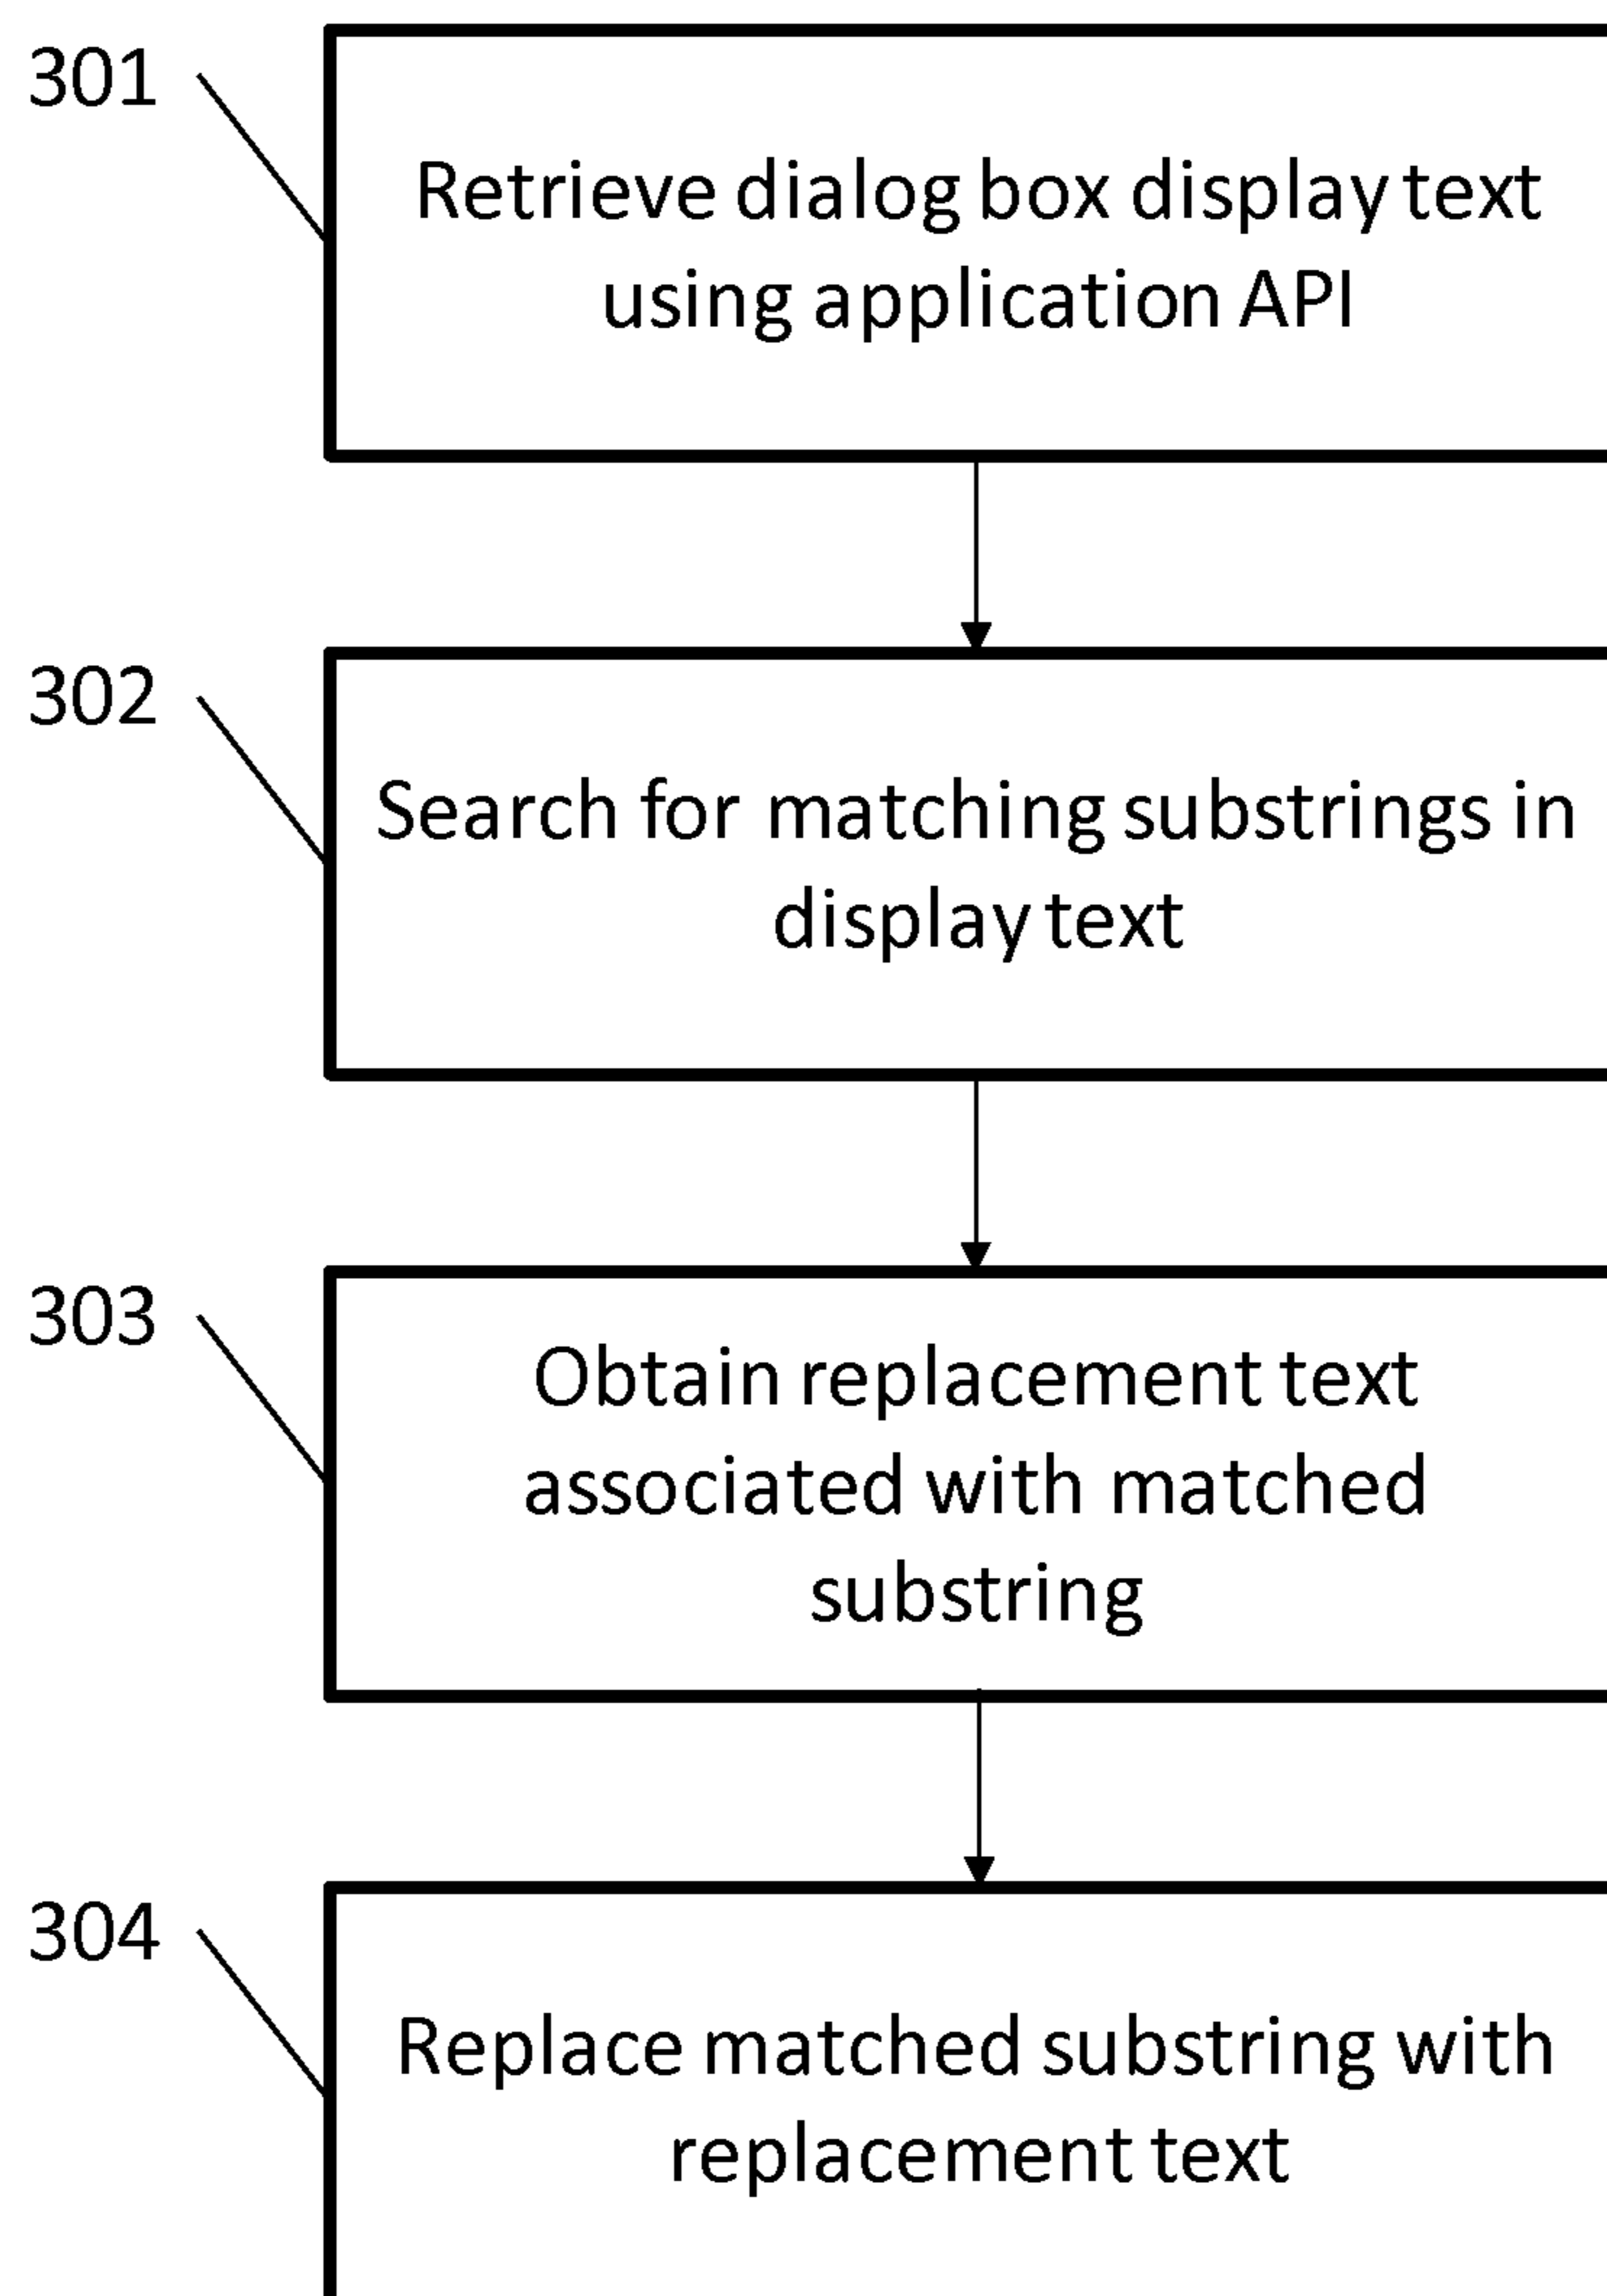 301
Retrieve dialog box display text
using application API
302
Search for matching substrings in
display text
303
Obtain replacement text
associated with matched
substring
304
Replace matched substring with
replacement text